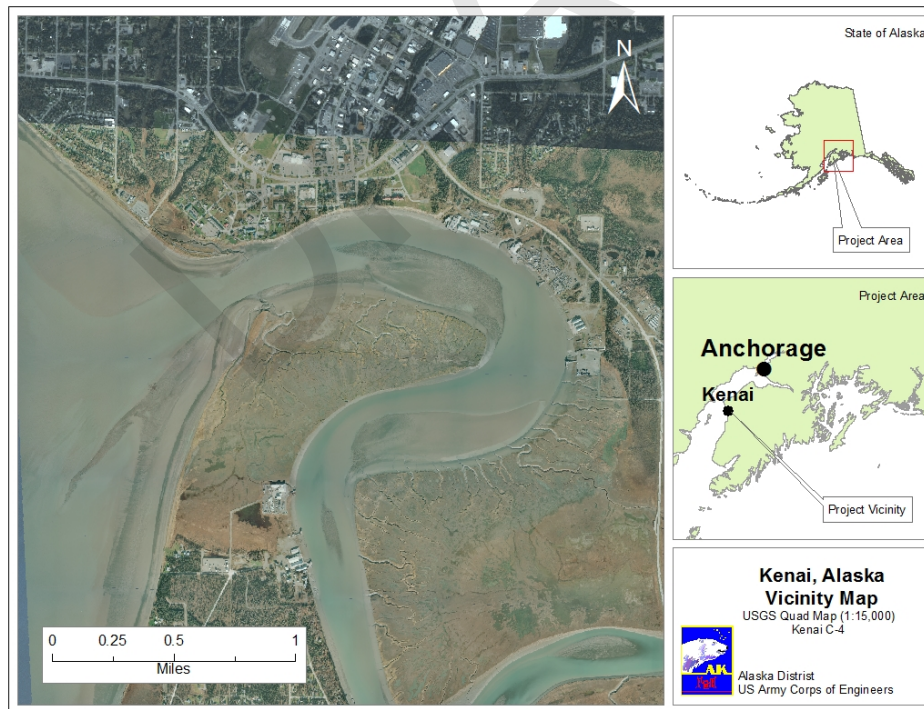 N
0
0.25
0.5
1
Miles
State of Alaska
Project Area
Project Area
Anchorage
Kenai
Project Vicinity
Kenai, Alaska
Vicinity Map
USGS Quad Map (1:15,000)
Kenai C-4
AK
Alaska District
US Army Corps of Engineers